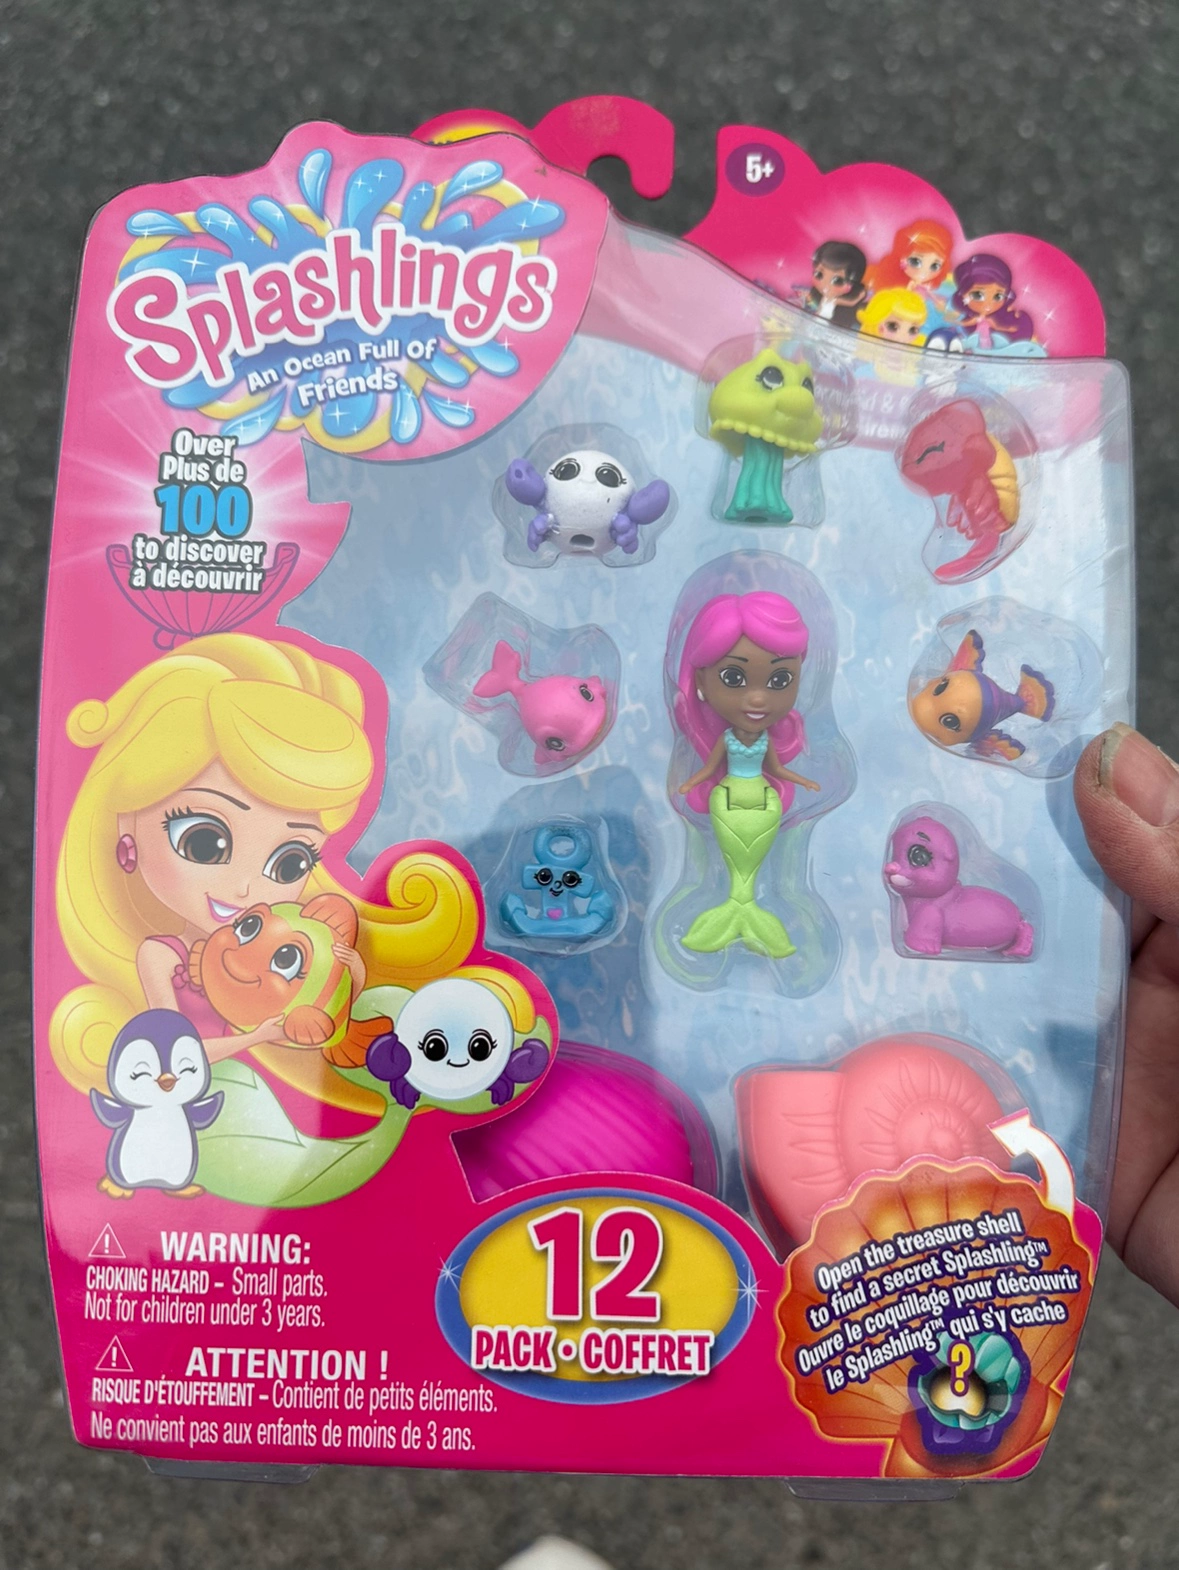 5+
Splashlings
An Ocean Full Of
Friends
Over
Plus de
100
to discover
à découvrir
⚠ WARNING:
CHOKING HAZARD – Small parts.
Not for children under 3 years.
⚠ ATTENTION !
RISQUE D'ÉTOUFFEMENT – Contient de petits éléments.
Ne convient pas aux enfants de moins de 3 ans.
12
PACK • COFFRET
Open the treasure shell
to find a secret Splashling™
Ouvre le coquillage pour découvrir
le Splashling™ qui s'y cache
?